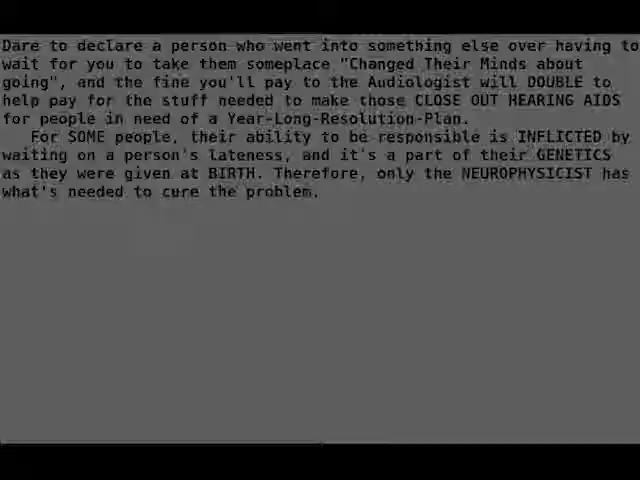 Dare to declare a person who went into something else over having to
wait for you to take them someplace "Changed Their Minds about
going", and the fine you'll pay to the Audiologist will DOUBLE to
help pay for the stuff needed to make those CLOSE OUT HEARING AIDS
for people in need of a Year-Long-Resolution-Plan.
   For SOME people, their ability to be responsible is INFLICTED by
waiting on a person's lateness, and it's a part of their GENETICS
as they were given at BIRTH. Therefore, only the NEUROPHYSICIST has
what's needed to cure the problem.